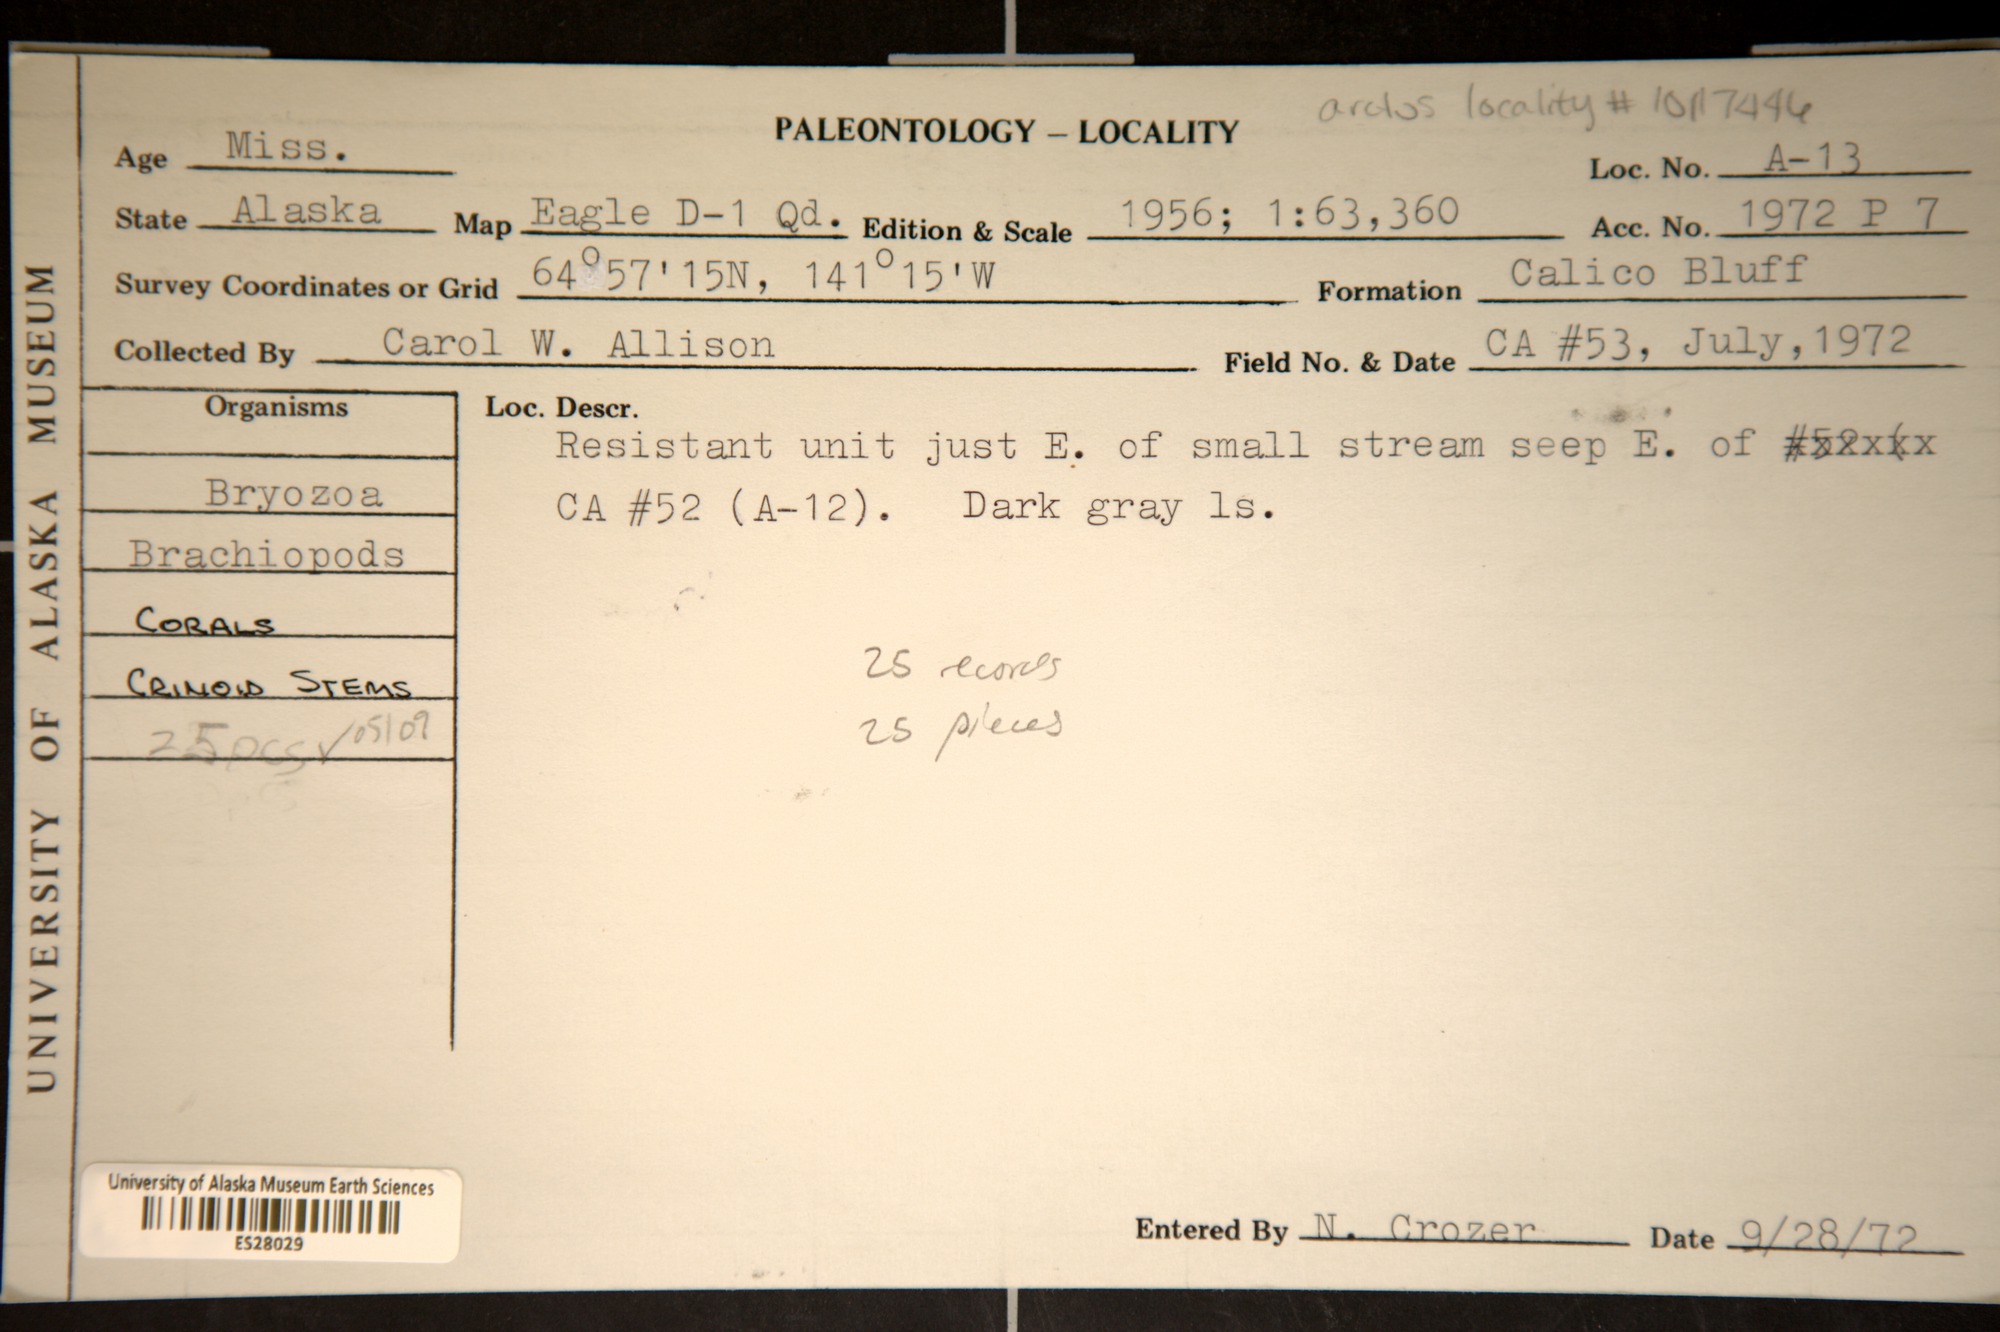 UNIVERSITY OF ALASKA MUSEUM
arctos locality # 10117446
PALEONTOLOGY – LOCALITY
Age Miss.
Loc. No. A-13
State Alaska Map Eagle D-1 Qd. Edition & Scale 1956; 1:63,360 Acc. No. 1972 P 7
Survey Coordinates or Grid 64°57'15N, 141°15'W Formation Calico Bluff
Collected By Carol W. Allison Field No. & Date CA #53, July,1972
Organisms
Bryozoa
Brachiopods
CORALS
CRINOID STEMS
25pcs ✓05/09
Loc. Descr.
Resistant unit just E. of small stream seep E. of
CA #52 (A-12). Dark gray ls.
25 records
25 pieces
University of Alaska Museum Earth Sciences
ES28029
Entered By N. Crozer Date 9/28/72